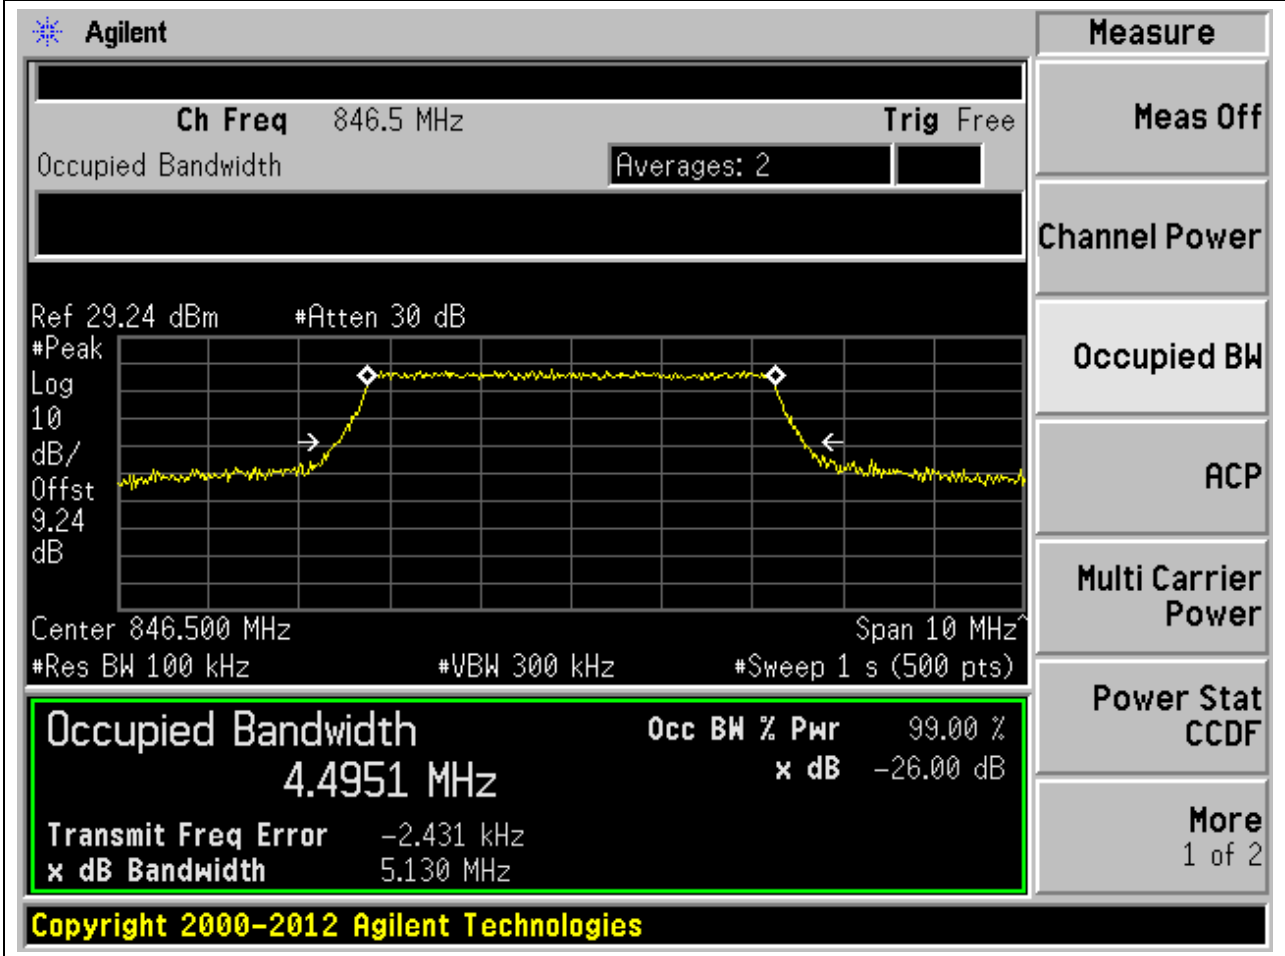 Agilent
Measure
Ch Freq 846.5 MHz Trig Free
Occupied Bandwidth Averages: 2
Meas Off
Channel Power
Occupied BW
ACP
Multi Carrier
Power
Power Stat
CCDF
More
1 of 2
Ref 29.24 dBm #Atten 30 dB
#Peak
Log
10
dB/
Offst
9.24
dB
Center 846.500 MHz Span 10 MHz^
#Res BW 100 kHz #VBW 300 kHz #Sweep 1 s (500 pts)
Occupied Bandwidth Occ BW % Pwr 99.00 %
4.4951 MHz x dB -26.00 dB
Transmit Freq Error -2.431 kHz
x dB Bandwidth 5.130 MHz
Copyright 2000-2012 Agilent Technologies